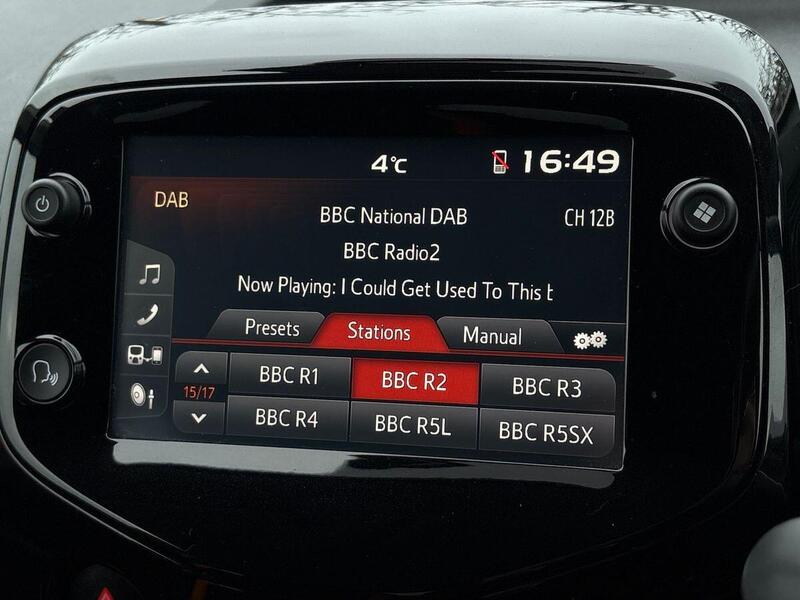 4°C 16:49
DAB
BBC National DAB CH 12B
BBC Radio2
Now Playing: I Could Get Used To This
Presets Stations Manual
BBC R1 BBC R2 BBC R3
15/17
BBC R4 BBC R5L BBC R5SX